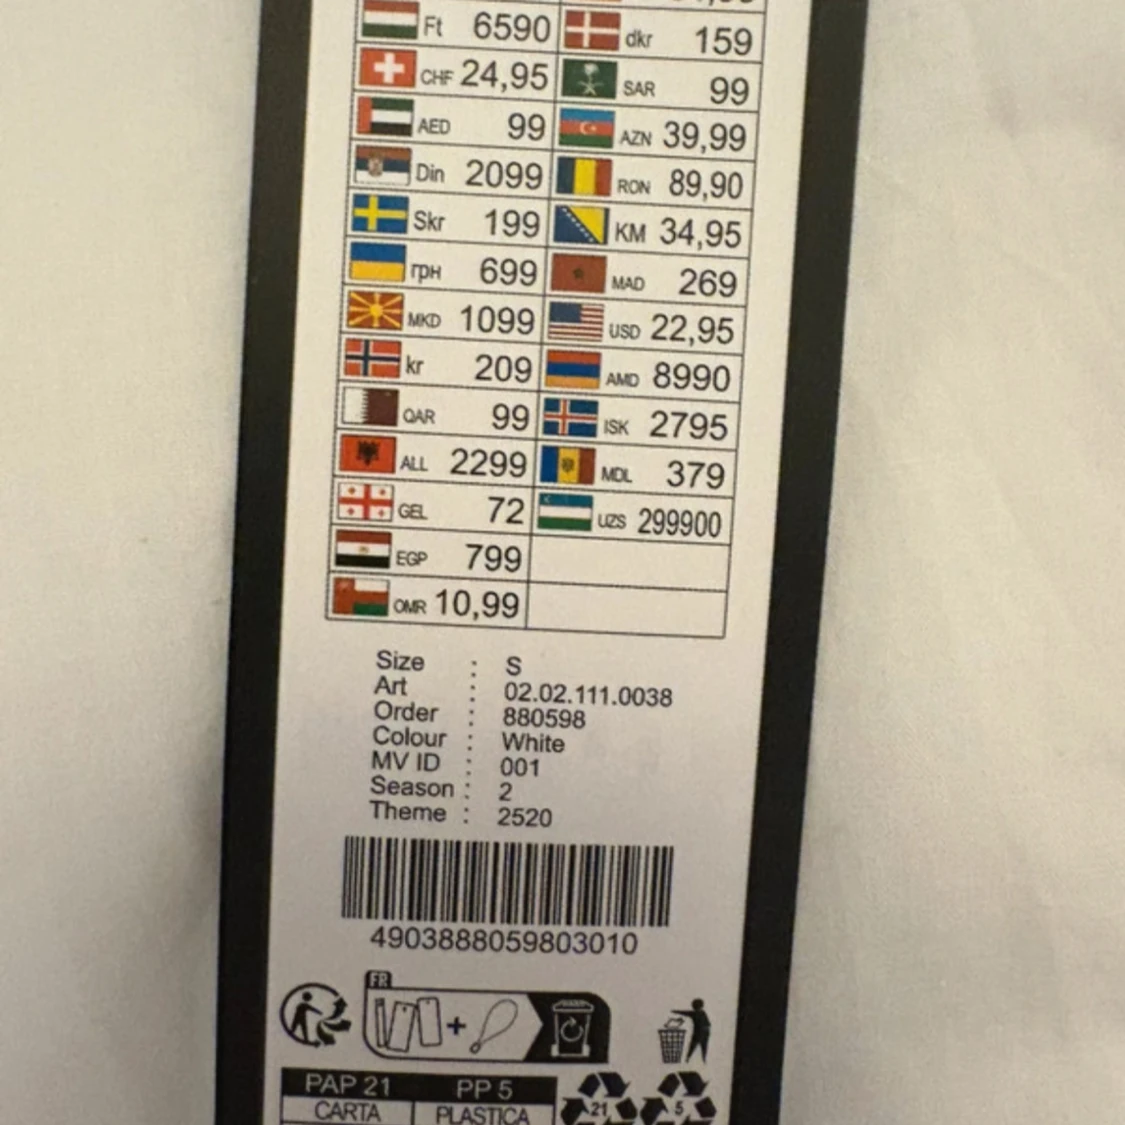 Ft 6590 dkr 159
CHF 24,95 SAR 99
AED 99 AZN 39,99
Din 2099 RON 89,90
Skr 199 KM 34,95
грн 699 MAD 269
MKD 1099 USD 22,95
kr 209 AMD 8990
QAR 99 ISK 2795
ALL 2299 MDL 379
GEL 72 UZS 299900
EGP 799
OMR 10,99
Size : S
Art : 02.02.111.0038
Order : 880598
Colour : White
MV ID : 001
Season : 2
Theme : 2520
4903888059803010
FR
+
PAP 21 PP 5
CARTA PLASTICA
21 5